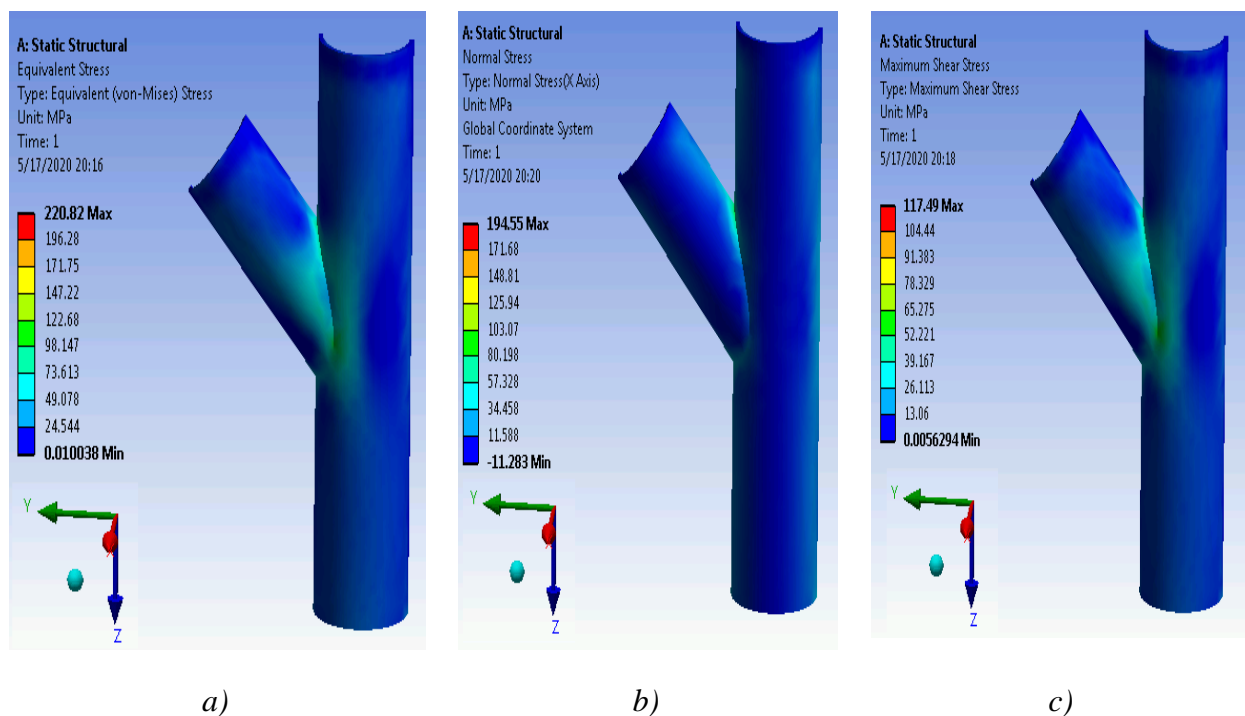 A: Static Structural
Equivalent Stress
Type: Equivalent (von-Mises) Stress
Unit: MPa
Time: 1
5/17/2020 20:16
220.82 Max
196.28
171.75
147.22
122.68
98.147
73.613
49.078
24.544
0.010038 Min
Y
Z
a)
A: Static Structural
Normal Stress
Type: Normal Stress(X Axis)
Unit: MPa
Global Coordinate System
Time: 1
5/17/2020 20:20
194.55 Max
171.68
148.81
125.94
103.07
80.198
57.328
34.458
11.588
-11.283 Min
Y
Z
b)
A: Static Structural
Maximum Shear Stress
Type: Maximum Shear Stress
Unit: MPa
Time: 1
5/17/2020 20:18
117.49 Max
104.44
91.383
78.329
65.275
52.221
39.167
26.113
13.06
0.0056294 Min
Y
Z
c)